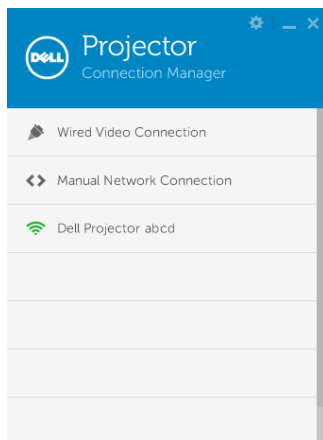 DELL
Projector
Connection Manager
Wired Video Connection
Manual Network Connection
Dell Projector abcd